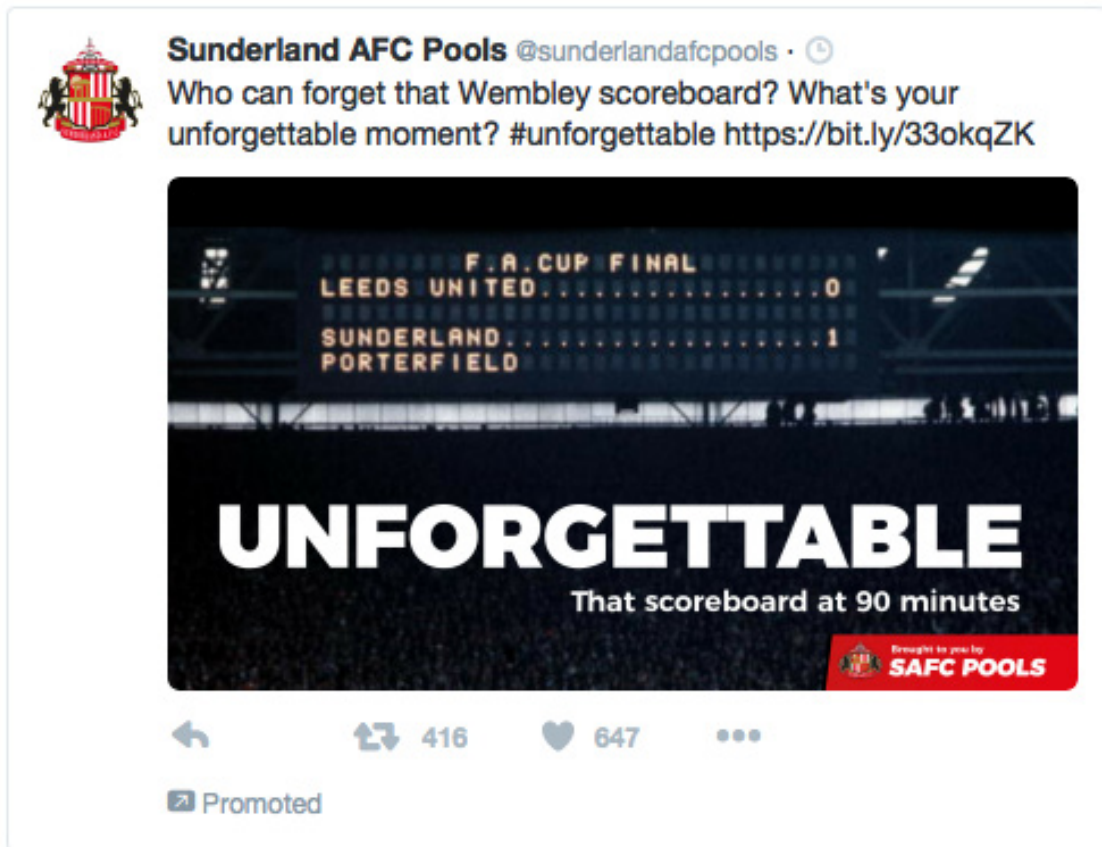 Sunderland AFC Pools @sunderlandafcpools ·
Who can forget that Wembley scoreboard? What's your
unforgettable moment? #unforgettable https://bit.ly/33okqZK
F.A.CUP FINAL
LEEDS UNITED................0
SUNDERLAND..................1
PORTERFIELD
UNFORGETTABLE
That scoreboard at 90 minutes
Brought to you by
SAFC POOLS
416 647
Promoted